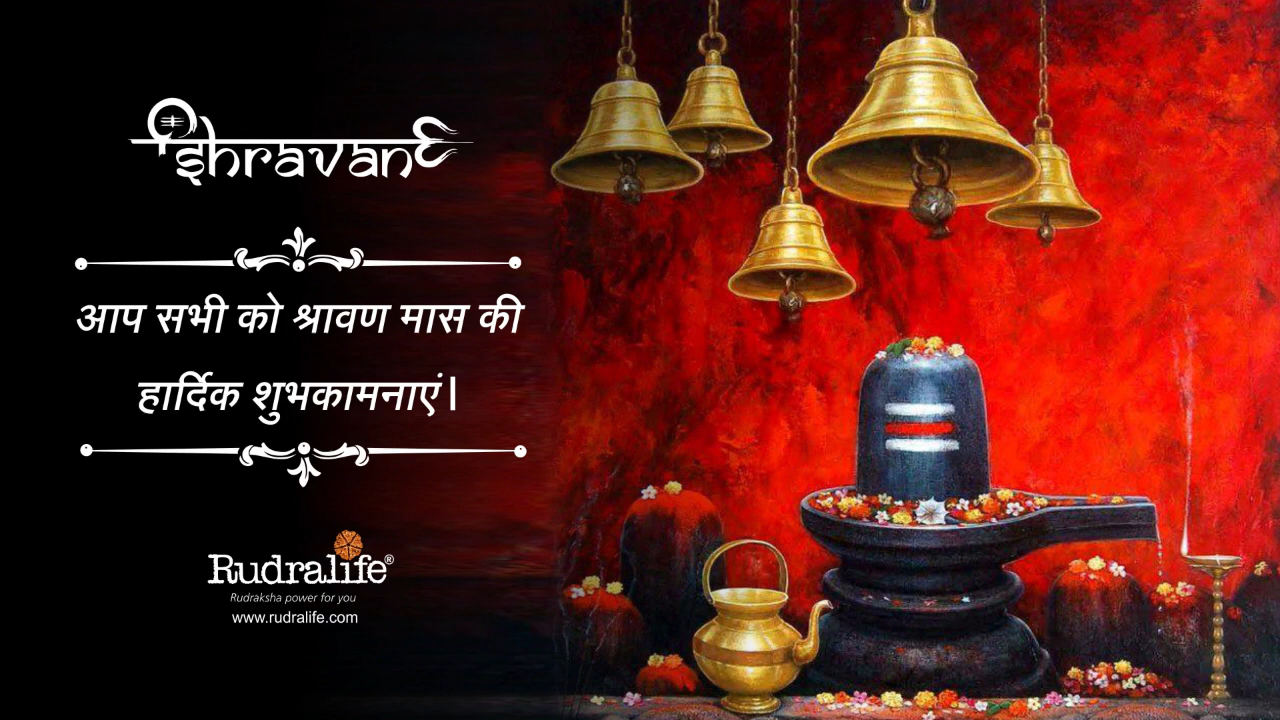 Shravan
आप सभी को श्रावण मास की
हार्दिक शुभकामनाएं।
Rudralife®
Rudraksha power for you
www.rudralife.com